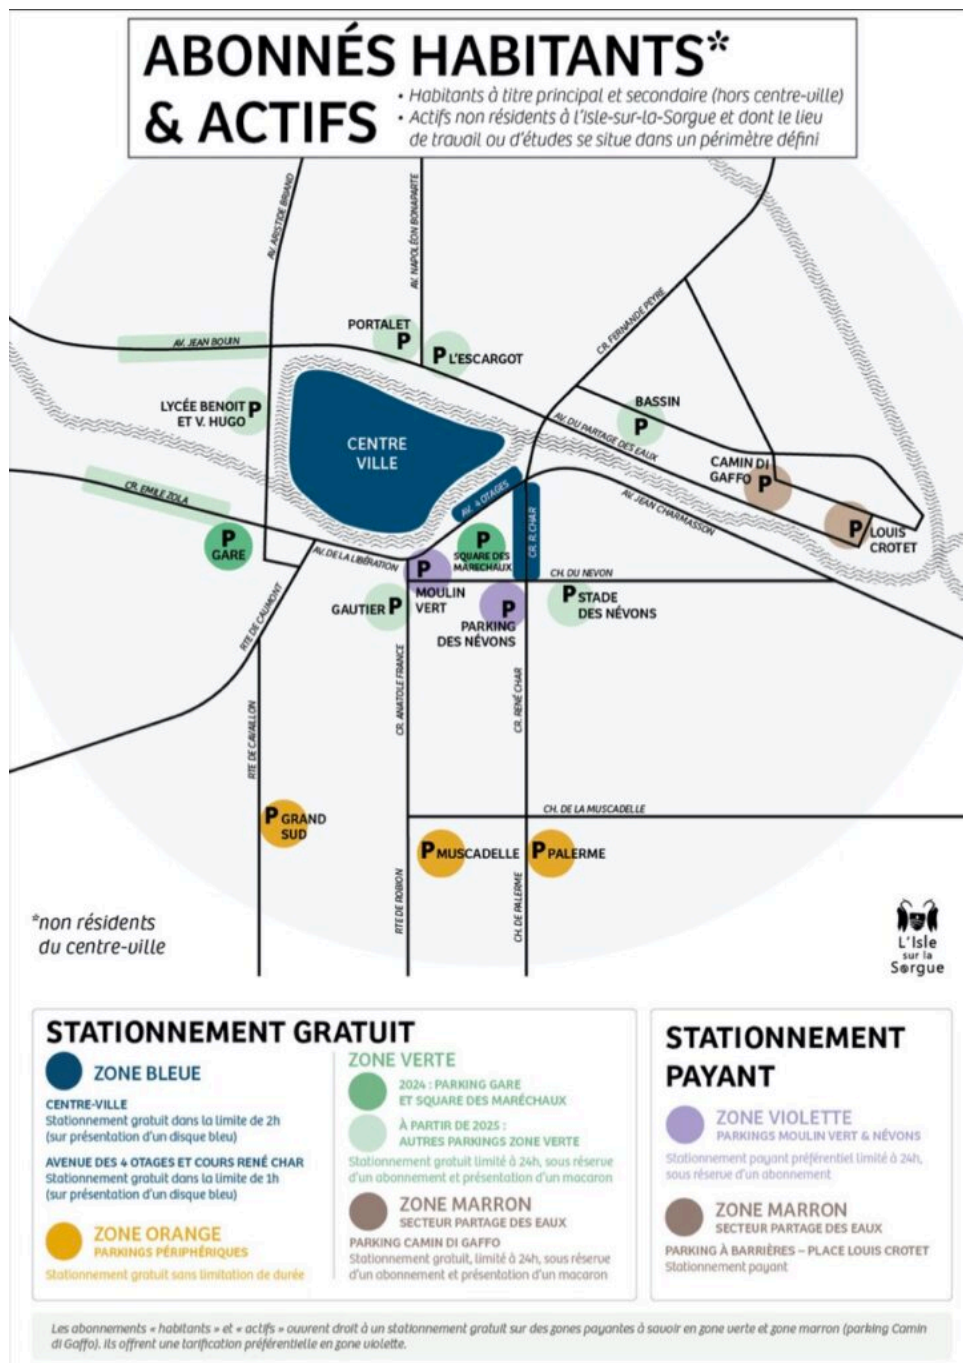 ABONNÉS HABITANTS*
& ACTIFS
• Habitants à titre principal et secondaire (hors centre-ville)
• Actifs non résidents à l'Isle-sur-la-Sorgue et dont le lieu
de travail ou d'études se situe dans un périmètre défini
AV. ARISTIDE BRIAND
AV. NAPOLÉON BONAPARTE
CR. FERNANDE PEYRE
PORTALET
P
P L'ESCARGOT
AV. JEAN BOUIN
LYCÉE BENOIT P
ET V. HUGO
BASSIN
P
CENTRE
VILLE
AV. DU PARTAGE DES EAUX
CAMIN DI
GAFFO P
CR. EMILE ZOLA
AV. 4 OTAGES
CR. R. CHAR
AV. JEAN CHARMASSON
P LOUIS
CROTET
P
GARE
AV. DE LA LIBÉRATION
P
SQUARE DES
MARECHAUX
P
MOULIN
VERT
CH. DU NEVON
GAUTIER P
P
PARKING
DES NÉVONS
P STADE
DES NÉVONS
RTE DE CAUMONT
RTE DE CAVAILLON
CR. ANATOLE FRANCE
CR. RENÉ CHAR
CH. DE LA MUSCADELLE
P GRAND
SUD
P MUSCADELLE
P PALERME
RTE DE ROBION
CH. DE PALERME
*non résidents
du centre-ville
L'Isle
sur la
Sorgue
STATIONNEMENT GRATUIT
ZONE BLEUE
CENTRE-VILLE
Stationnement gratuit dans la limite de 2h
(sur présentation d'un disque bleu)
AVENUE DES 4 OTAGES ET COURS RENÉ CHAR
Stationnement gratuit dans la limite de 1h
(sur présentation d'un disque bleu)
ZONE ORANGE
PARKINGS PÉRIPHÉRIQUES
Stationnement gratuit sans limitation de durée
ZONE VERTE
2024 : PARKING GARE
ET SQUARE DES MARÉCHAUX
À PARTIR DE 2025 :
AUTRES PARKINGS ZONE VERTE
Stationnement gratuit limité à 24h, sous réserve
d'un abonnement et présentation d'un macaron
ZONE MARRON
SECTEUR PARTAGE DES EAUX
PARKING CAMIN DI GAFFO
Stationnement gratuit, limité à 24h, sous réserve
d'un abonnement et présentation d'un macaron
STATIONNEMENT
PAYANT
ZONE VIOLETTE
PARKINGS MOULIN VERT & NÉVONS
Stationnement payant préférentiel limité à 24h,
sous réserve d'un abonnement
ZONE MARRON
SECTEUR PARTAGE DES EAUX
PARKING À BARRIÈRES – PLACE LOUIS CROTET
Stationnement payant
Les abonnements « habitants » et « actifs » ouvrent droit à un stationnement gratuit sur des zones payantes à savoir en zone verte et zone marron (parking Camin
di Gaffo). Ils offrent une tarification préférentielle en zone violette.